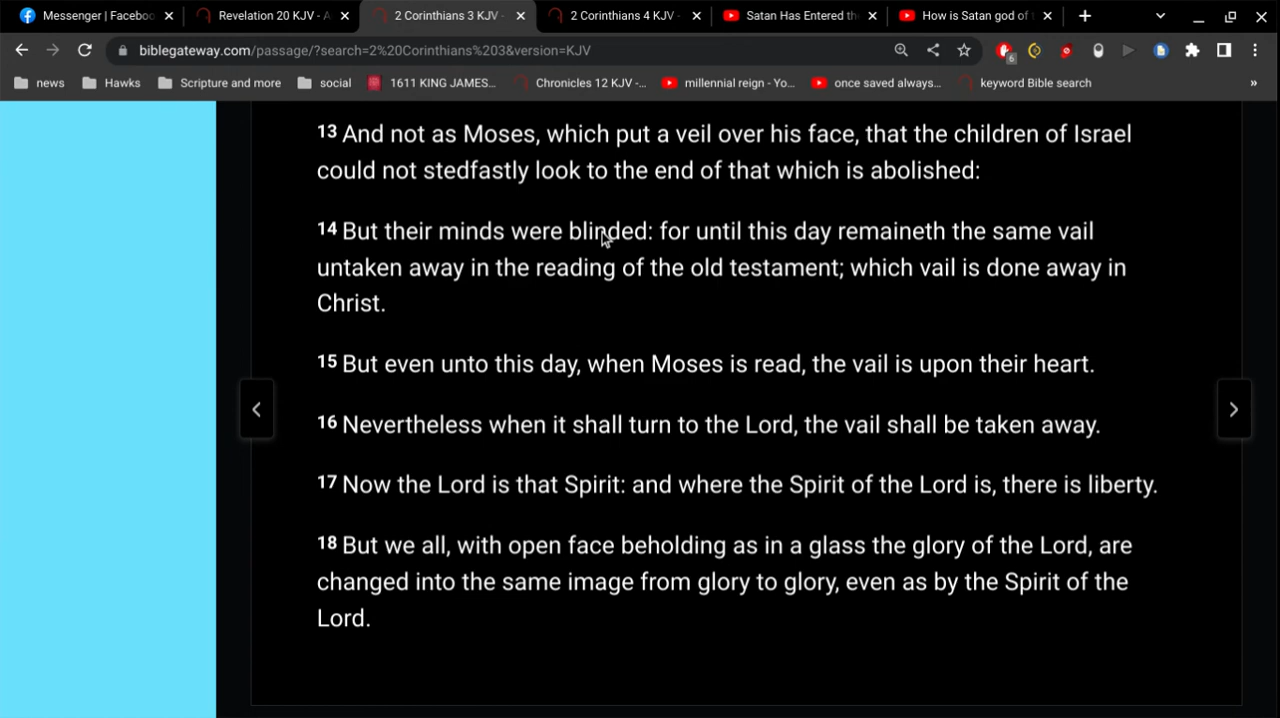 Messenger | Faceboo
Revelation 20 KJV - A
2 Corinthians 3 KJV -
2 Corinthians 4 KJV -
Satan Has Entered the
How is Satan god of t
biblegateway.com/passage/?search=2%20Corinthians%203&version=KJV
6
news
Hawks
Scripture and more
social
1611 KING JAMES...
Chronicles 12 KJV -...
millennial reign - Yo...
once saved always...
keyword Bible search
»
13 And not as Moses, which put a veil over his face, that the children of Israel
could not stedfastly look to the end of that which is abolished:
14 But their minds were blinded: for until this day remaineth the same vail
untaken away in the reading of the old testament; which vail is done away in
Christ.
15 But even unto this day, when Moses is read, the vail is upon their heart.
16 Nevertheless when it shall turn to the Lord, the vail shall be taken away.
17 Now the Lord is that Spirit: and where the Spirit of the Lord is, there is liberty.
18 But we all, with open face beholding as in a glass the glory of the Lord, are
changed into the same image from glory to glory, even as by the Spirit of the
Lord.